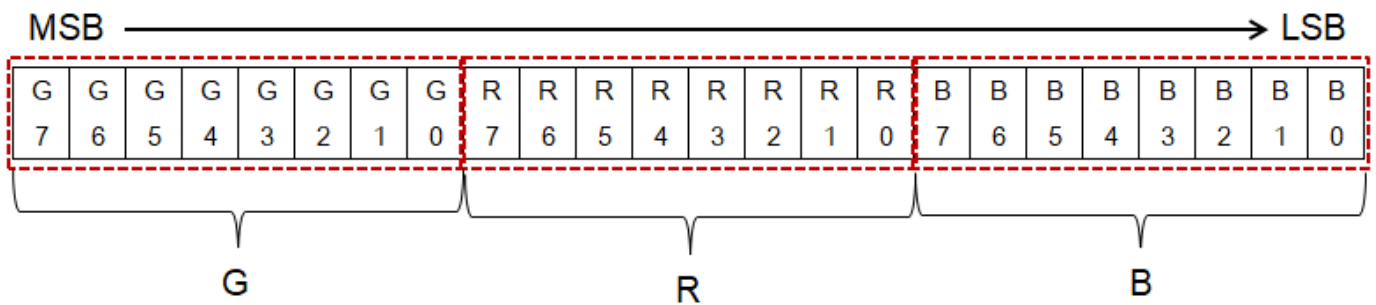 MSB LSB
G G G G G G G G R R R R R R R R B B B B B B B B
7 6 5 4 3 2 1 0 7 6 5 4 3 2 1 0 7 6 5 4 3 2 1 0
G R B